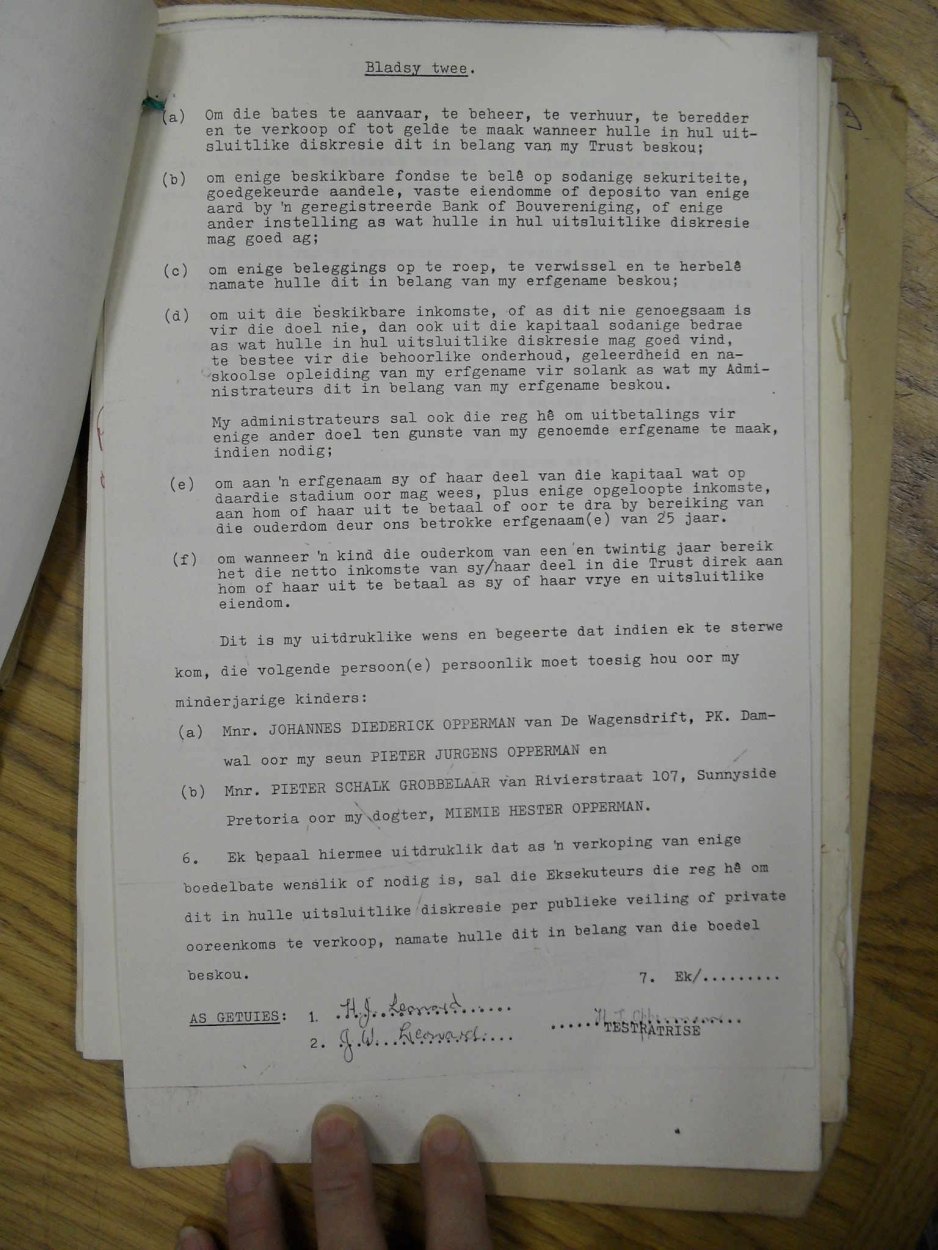 Bladsy twee.
(a) Om die bates te aanvaar, te beheer, te verhuur, te beredder
en te verkoop of tot gelde te maak wanneer hulle in hul uit-
sluitlike diskresie dit in belang van my Trust beskou;
(b) om enige beskikbare fondse te belê op sodanige sekuriteite,
goedgekeurde aandele, vaste eiendomme of deposito van enige
aard by 'n geregistreerde Bank of Bouvereniging, of enige
ander instelling as wat hulle in hul uitsluitlike diskresie
mag goed ag;
(c) om enige beleggings op te roep, te verwissel en te herbelê
namate hulle dit in belang van my erfgename beskou;
(d) om uit die beskikbare inkomste, of as dit nie genoegsaam is
vir die doel nie, dan ook uit die kapitaal sodanige bedrae
as wat hulle in hul uitsluitlike diskresie mag goed vind,
te bestee vir die behoorlike onderhoud, geleerdheid en na-
skoolse opleiding van my erfgename vir solank as wat my Admi-
nistrateurs dit in belang van my erfgename beskou.
My administrateurs sal ook die reg hê om uitbetalings vir
enige ander doel ten gunste van my genoemde erfgename te maak,
indien nodig;
(e) om aan 'n erfgenaam sy of haar deel van die kapitaal wat op
daardie stadium oor mag wees, plus enige opgeloopte inkomste,
aan hom of haar uit te betaal of oor te dra by bereiking van
die ouderdom deur ons betrokke erfgenaam(e) van 25 jaar.
(f) om wanneer 'n kind die ouderkom van een en twintig jaar bereik
het die netto inkomste van sy/haar deel in die Trust direk aan
hom of haar uit te betaal as sy of haar vrye en uitsluitlike
eiendom.
Dit is my uitdruklike wens en begeerte dat indien ek te sterwe
kom, die volgende persoon(e) persoonlik moet toesig hou oor my
minderjarige kinders:
(a) Mnr. JOHANNES DIEDERICK OPPERMAN van De Wagensdrift, PK. Dam-
wal oor my seun PIETER JURGENS OPPERMAN en
(b) Mnr. PIETER SCHALK GROBBELAAR van Rivierstraat 107, Sunnyside
Pretoria oor my dogter, MIEMIE HESTER OPPERMAN.
6. Ek bepaal hiermee uitdruklik dat as 'n verkoping van enige
boedelbate wenslik of nodig is, sal die Eksekuteurs die reg hê om
dit in hulle uitsluitlike diskresie per publieke veiling of private
ooreenkoms te verkoop, namate hulle dit in belang van die boedel
beskou.
7. Ek/.........
AS GETUIES: 1. H.J. Leonard
2. J.W. Leonard
TESTRATRISE